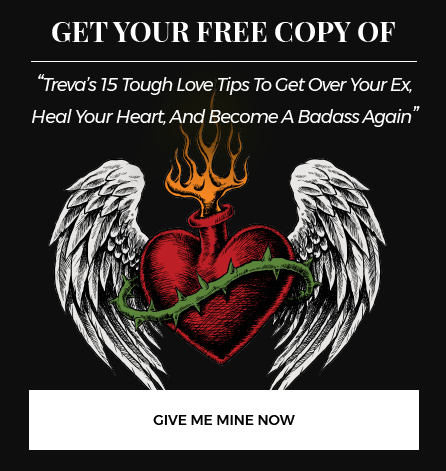 GET YOUR FREE COPY OF
“Treva’s 15 Tough Love Tips To Get Over Your Ex,
Heal Your Heart, And Become A Badass Again”
GIVE ME MINE NOW